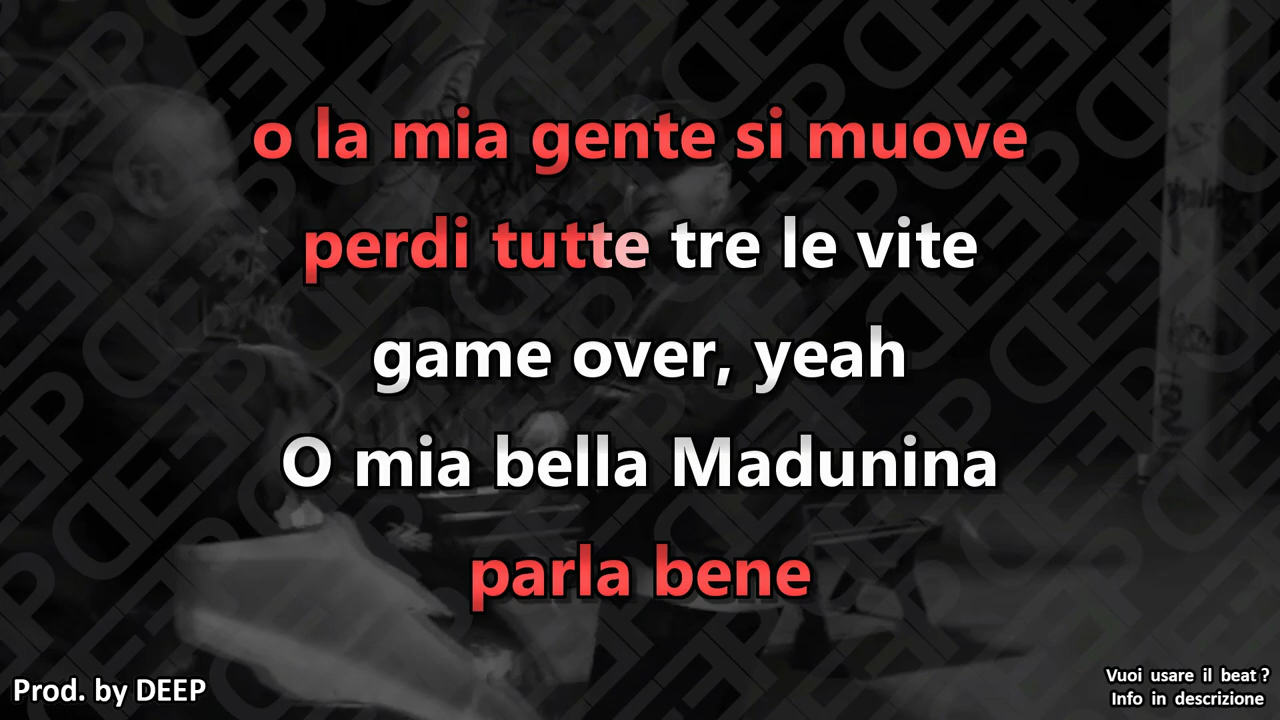 o la mia gente si muove
perdi tutte tre le vite
game over, yeah
O mia bella Madunina
parla bene
Prod. by DEEP
Vuoi usare il beat ?
Info in descrizione